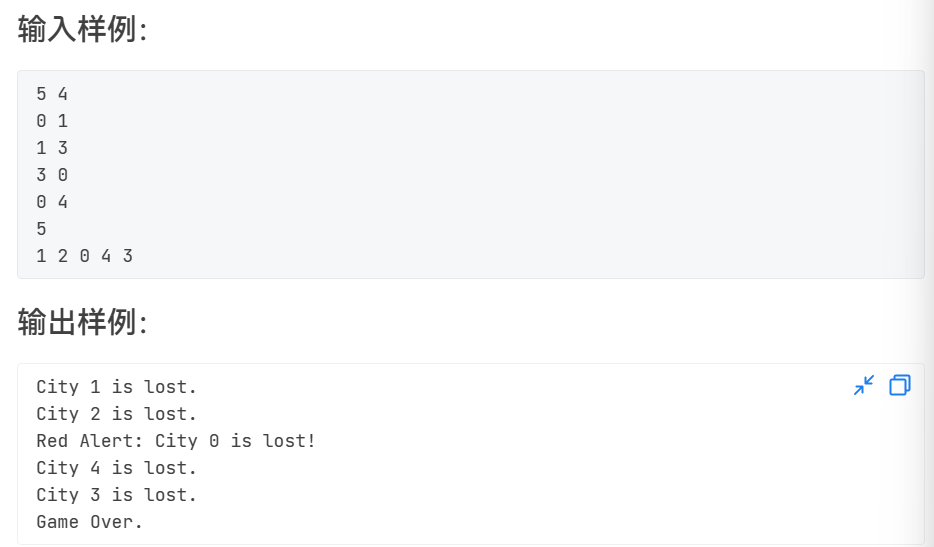 输入样例：
5 4
0 1
1 3
3 0
0 4
5
1 2 0 4 3
输出样例：
City 1 is lost.
City 2 is lost.
Red Alert: City 0 is lost!
City 4 is lost.
City 3 is lost.
Game Over.